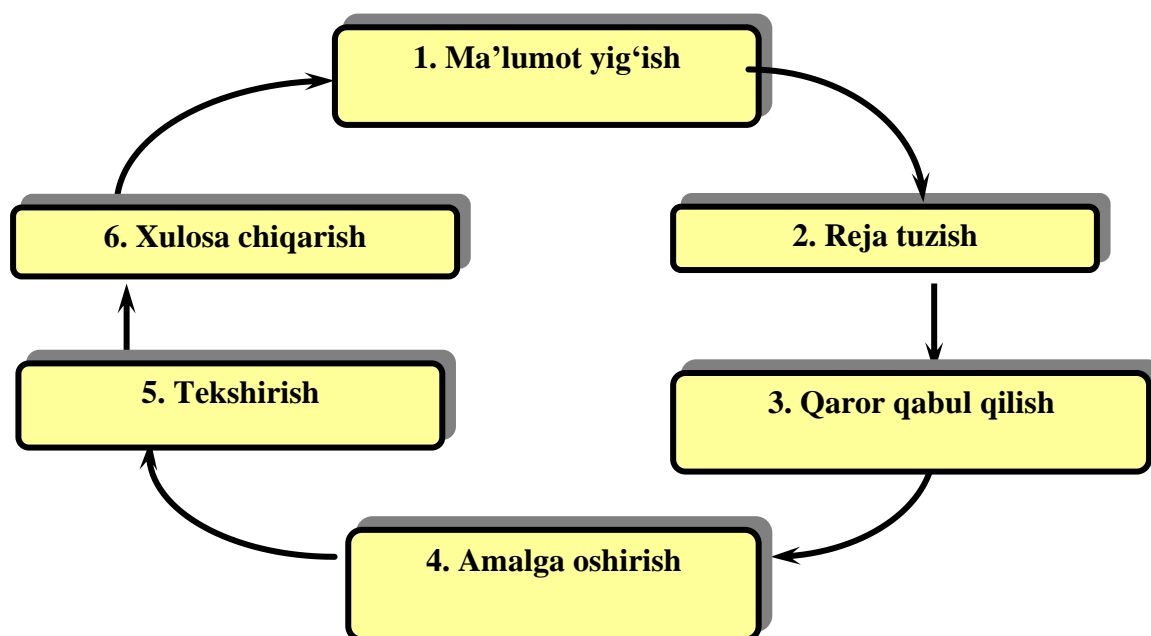 1. Ma’lumot yig‘ish
2. Reja tuzish
3. Qaror qabul qilish
4. Amalga oshirish
5. Tekshirish
6. Xulosa chiqarish